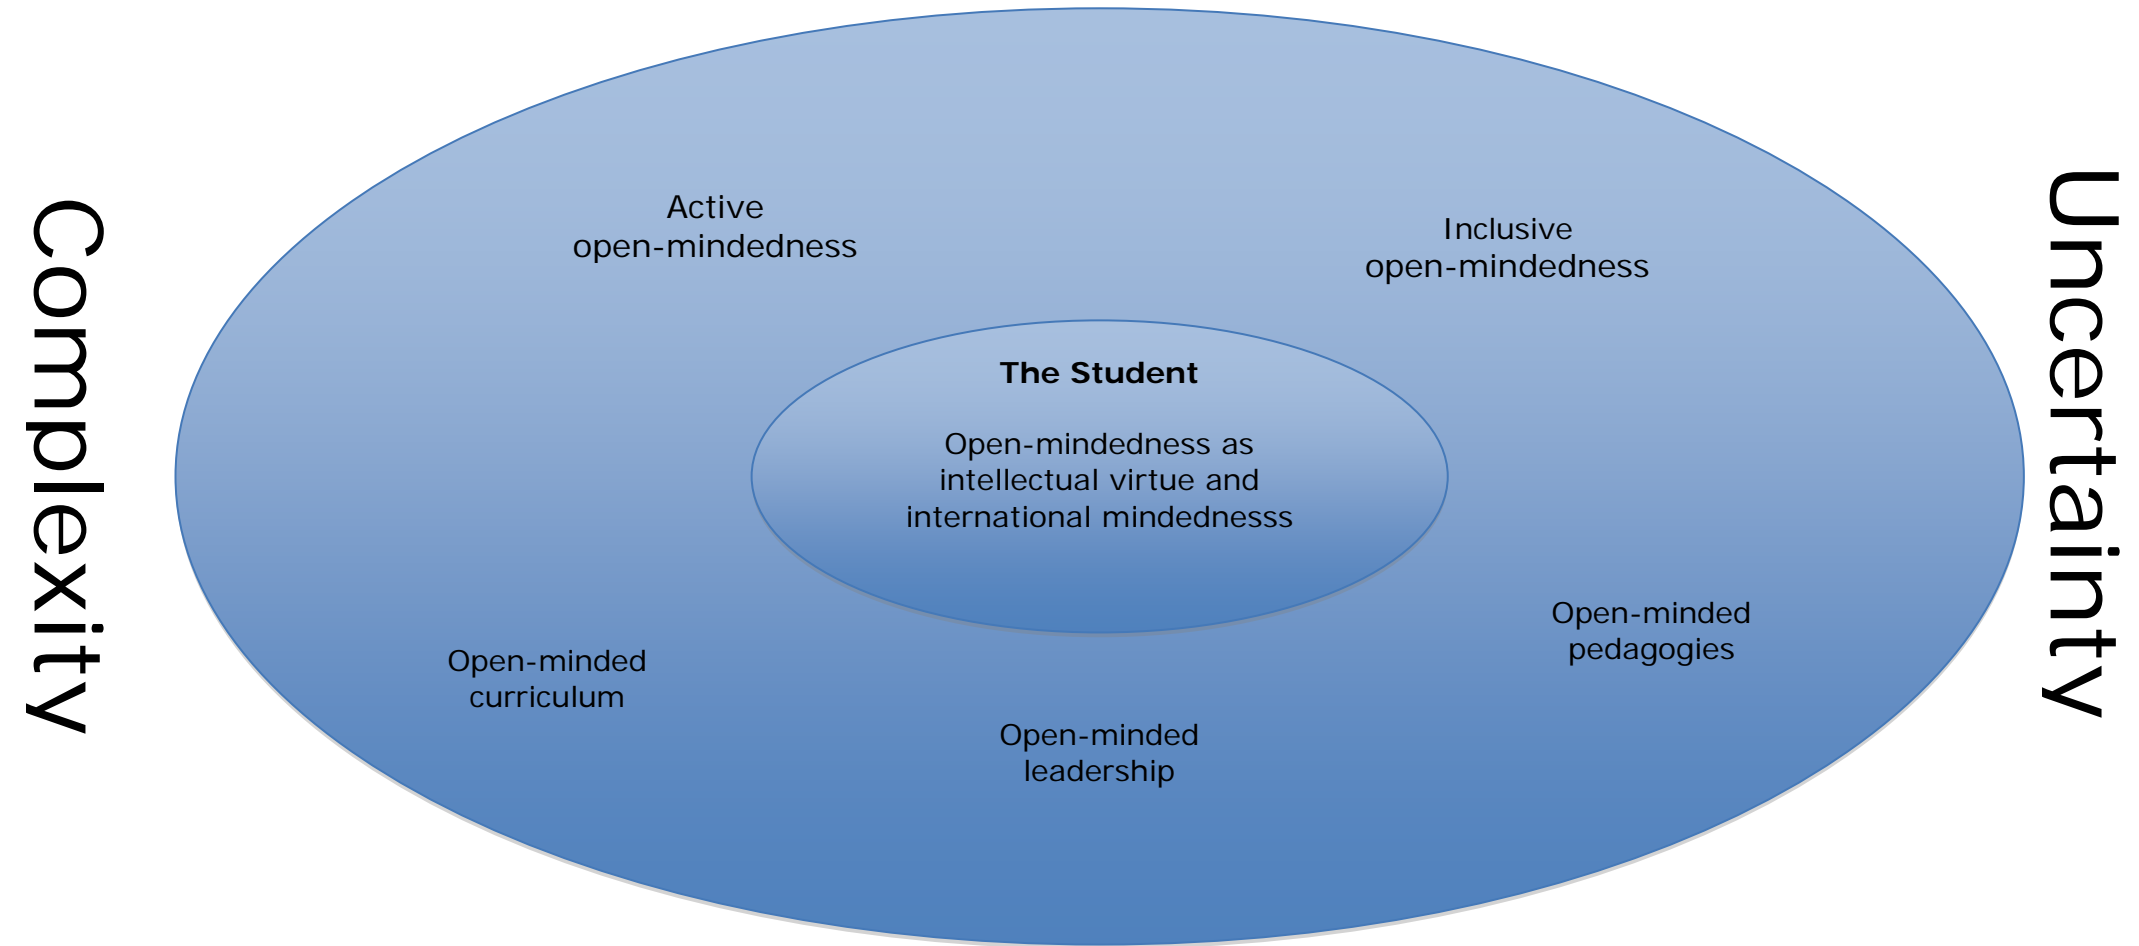 Complexity
Active
open-mindedness
Inclusive
open-mindedness
The Student
Open-mindedness as
intellectual virtue and
international mindednesss
Open-minded
curriculum
Open-minded
leadership
Open-minded
pedagogies
Uncertainty